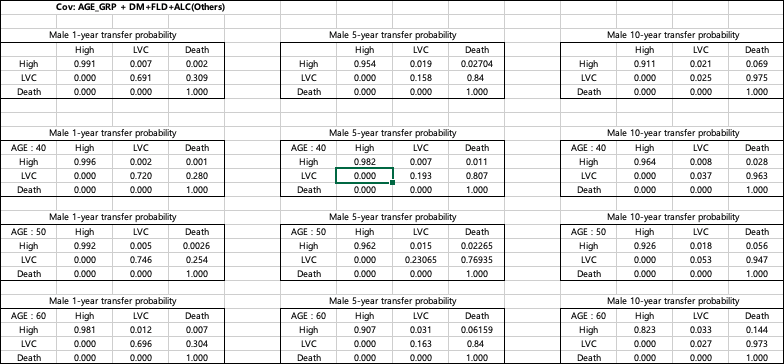 Cov: AGE_GRP + DM+FLD+ALC(Others)
Male 1-year transfer probability Male 5-year transfer probability Male 10-year transfer probability
High LVC Death High LVC Death High LVC Death
High 0.991 0.007 0.002 High 0.954 0.019 0.02704 High 0.911 0.021 0.069
LVC 0.000 0.691 0.309 LVC 0.000 0.158 0.84 LVC 0.000 0.025 0.975
Death 0.000 0.000 1.000 Death 0.000 0.000 1.000 Death 0.000 0.000 1.000
Male 1-year transfer probability Male 5-year transfer probability Male 10-year transfer probability
AGE : 40 High LVC Death AGE : 40 High LVC Death AGE : 40 High LVC Death
High 0.996 0.002 0.001 High 0.982 0.007 0.011 High 0.964 0.008 0.028
LVC 0.000 0.720 0.280 LVC 0.000 0.193 0.807 LVC 0.000 0.037 0.963
Death 0.000 0.000 1.000 Death 0.000 0.000 1.000 Death 0.000 0.000 1.000
Male 1-year transfer probability Male 5-year transfer probability Male 10-year transfer probability
AGE : 50 High LVC Death AGE : 50 High LVC Death AGE : 50 High LVC Death
High 0.992 0.005 0.0026 High 0.962 0.015 0.02265 High 0.926 0.018 0.056
LVC 0.000 0.746 0.254 LVC 0.000 0.23065 0.76935 LVC 0.000 0.053 0.947
Death 0.000 0.000 1.000 Death 0.000 0.000 1.000 Death 0.000 0.000 1.000
Male 1-year transfer probability Male 5-year transfer probability Male 10-year transfer probability
AGE : 60 High LVC Death AGE : 60 High LVC Death AGE : 60 High LVC Death
High 0.981 0.012 0.007 High 0.907 0.031 0.06159 High 0.823 0.033 0.144
LVC 0.000 0.696 0.304 LVC 0.000 0.163 0.84 LVC 0.000 0.027 0.973
Death 0.000 0.000 1.000 Death 0.000 0.000 1.000 Death 0.000 0.000 1.000